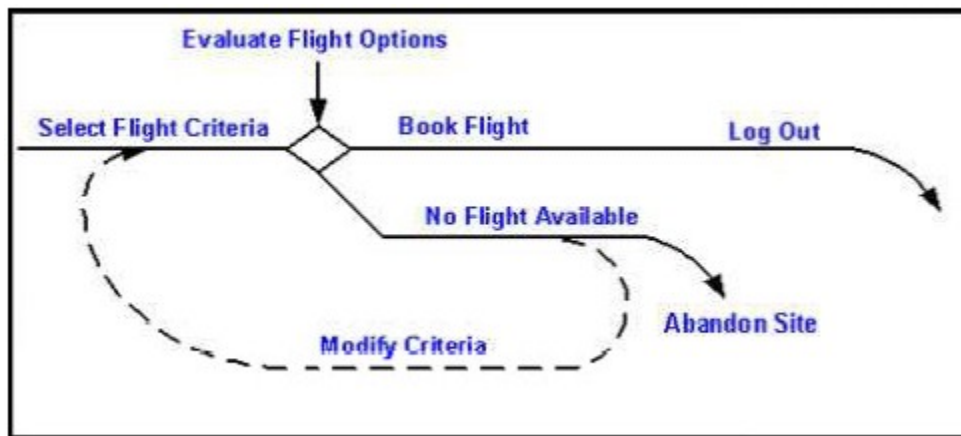 Evaluate Flight Options
Select Flight Criteria
Book Flight
Log Out
No Flight Available
Abandon Site
Modify Criteria